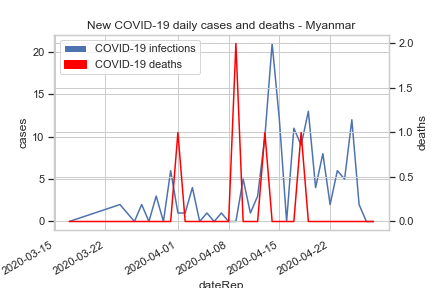 New COVID-19 daily cases and deaths - Myanmar
COVID-19 infections
COVID-19 deaths
20
15
10
5
0
cases
2.0
1.5
1.0
0.5
0.0
deaths
2020-03-15
2020-03-22
2020-04-01
2020-04-08
2020-04-15
2020-04-22
dateRep